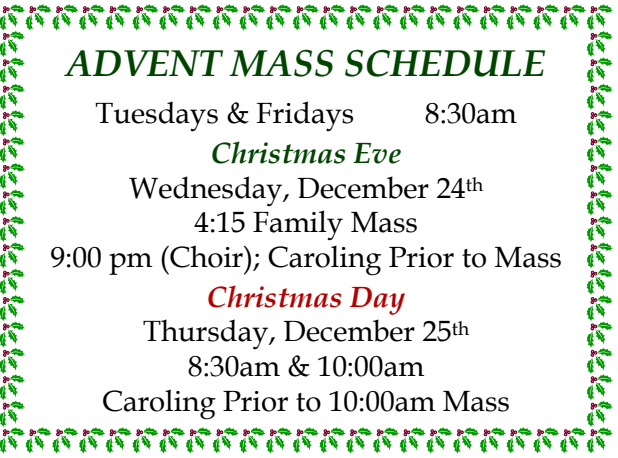 ADVENT MASS SCHEDULE
Tuesdays & Fridays 8:30am
Christmas Eve
Wednesday, December 24th
4:15 Family Mass
9:00 pm (Choir); Caroling Prior to Mass
Christmas Day
Thursday, December 25th
8:30am & 10:00am
Caroling Prior to 10:00am Mass